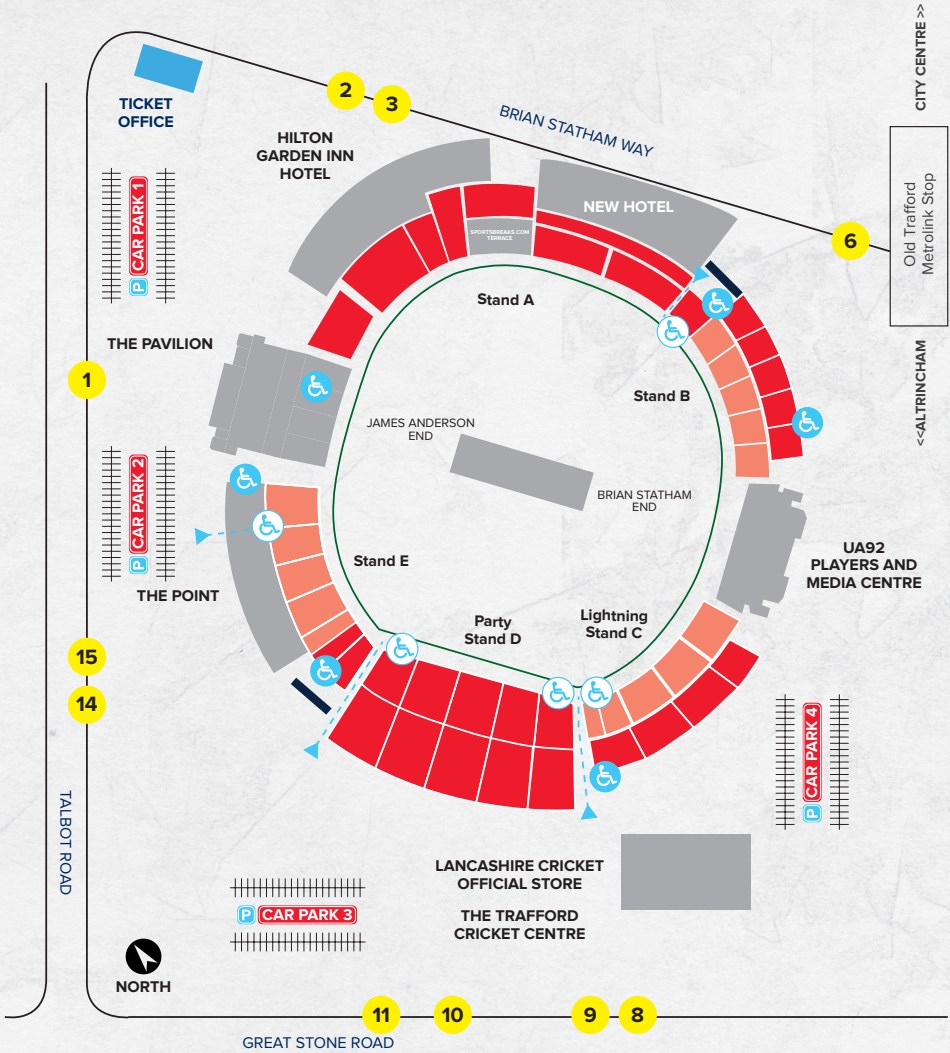 CITY CENTRE >>
TICKET
OFFICE
2
3
BRIAN STATHAM WAY
HILTON
GARDEN INN
HOTEL
NEW HOTEL
SPORTSBREAKS.COM
TERRACE
6
Old Trafford
Metrolink Stop
P CAR PARK 1
Stand A
THE PAVILION
1
Stand B
<<ALTRINCHAM
JAMES ANDERSON
END
BRIAN STATHAM
END
P CAR PARK 2
Stand E
UA92
PLAYERS AND
MEDIA CENTRE
THE POINT
Party
Stand D
Lightning
Stand C
15
14
P CAR PARK 4
TALBOT ROAD
LANCASHIRE CRICKET
OFFICIAL STORE
THE TRAFFORD
CRICKET CENTRE
P CAR PARK 3
NORTH
11
10
9
8
GREAT STONE ROAD